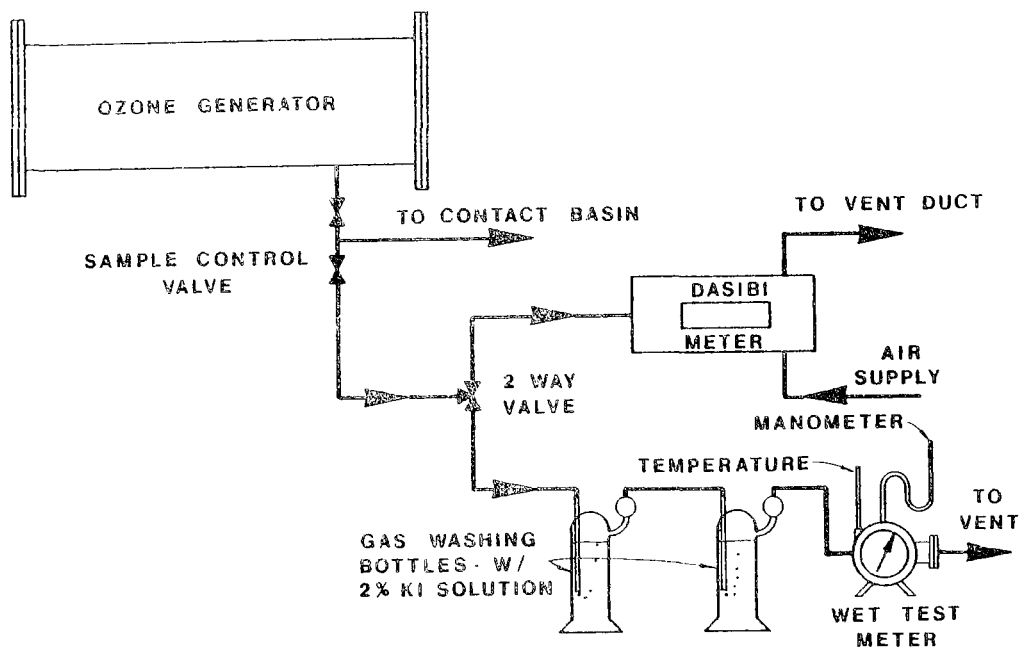 OZONE GENERATOR
TO CONTACT BASIN
TO VENT DUCT
SAMPLE CONTROL
VALVE
DASIBI
METER
AIR
SUPPLY
2 WAY
VALVE
MANOMETER
TEMPERATURE
TO
VENT
GAS WASHING
BOTTLES - W/
2% KI SOLUTION
WET TEST
METER